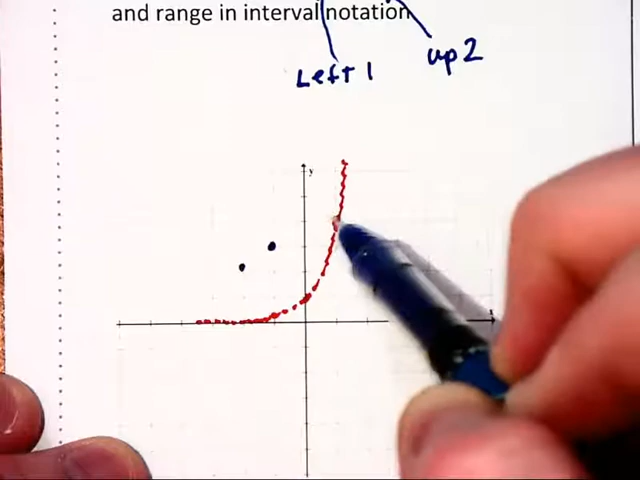 and range in interval notation
Left 1
up 2
y